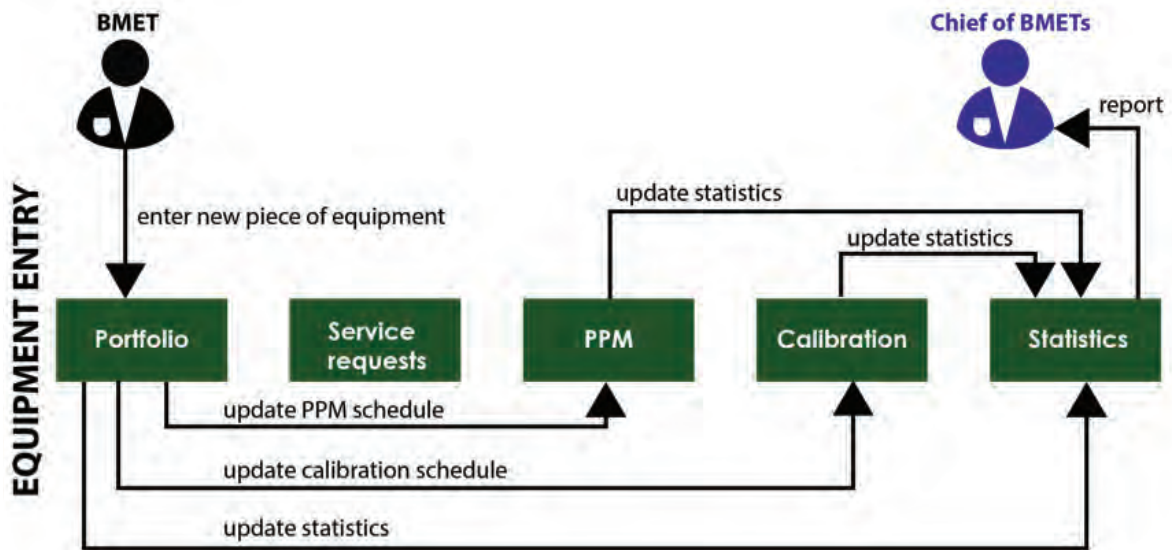 BMET
Chief of BMETs
report
enter new piece of equipment
update statistics
update statistics
EQUIPMENT ENTRY
Portfolio
Service
requests
PPM
Calibration
Statistics
update PPM schedule
update calibration schedule
update statistics